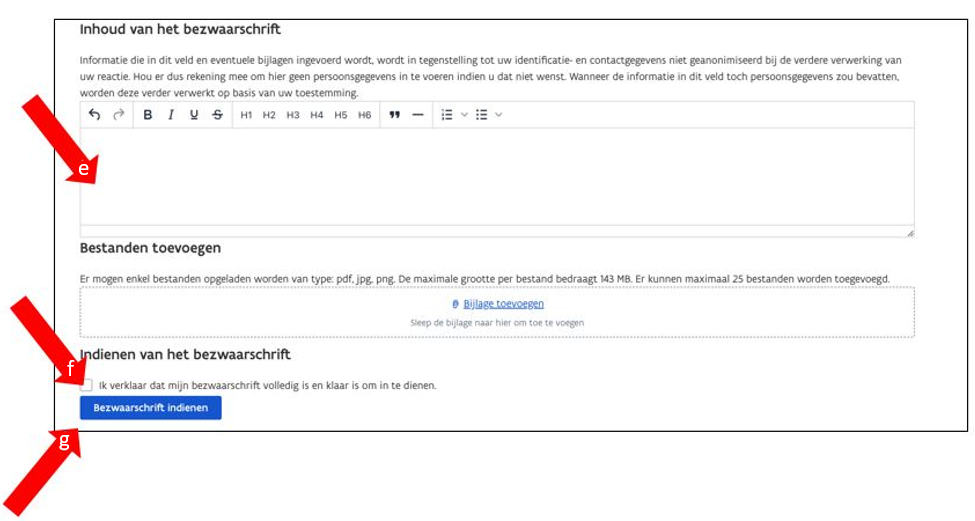 Inhoud van het bezwaarschrift
Informatie die in dit veld en eventuele bijlagen ingevoerd wordt, wordt in tegenstelling tot uw identificatie- en contactgegevens niet geanonimiseerd bij de verdere verwerking van
uw reactie. Hou er dus rekening mee om hier geen persoonsgegevens in te voeren indien u dat niet wenst. Wanneer de informatie in dit veld toch persoonsgegevens zou bevatten,
worden deze verder verwerkt op basis van uw toestemming.
B I U S H1 H2 H3 H4 H5 H6
e
Bestanden toevoegen
Er mogen enkel bestanden opgeladen worden van type: pdf, jpg, png. De maximale grootte per bestand bedraagt 143 MB. Er kunnen maximaal 25 bestanden worden toegevoegd.
Bijlage toevoegen
Sleep de bijlage naar hier om toe te voegen
Indienen van het bezwaarschrift
f
Ik verklaar dat mijn bezwaarschrift volledig is en klaar is om in te dienen.
Bezwaarschrift indienen
g